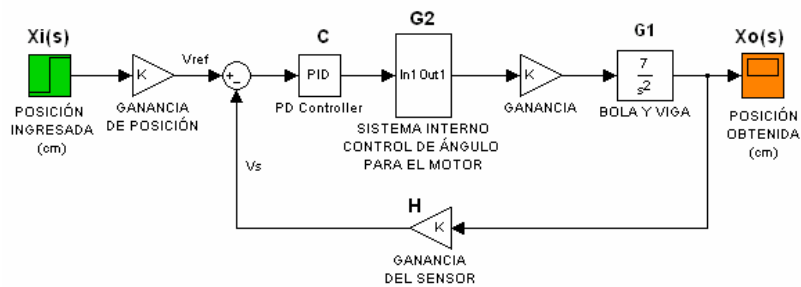 Xi(s)
POSICIÓN
INGRESADA
(cm)
K
GANANCIA
DE POSICIÓN
Vref
+
−
C
PID
PD Controller
G2
In1 Out1
SISTEMA INTERNO
CONTROL DE ÁNGULO
PARA EL MOTOR
K
GANANCIA
G1
7
s²
BOLA Y VIGA
Xo(s)
POSICIÓN
OBTENIDA
(cm)
Vs
H
K
GANANCIA
DEL SENSOR